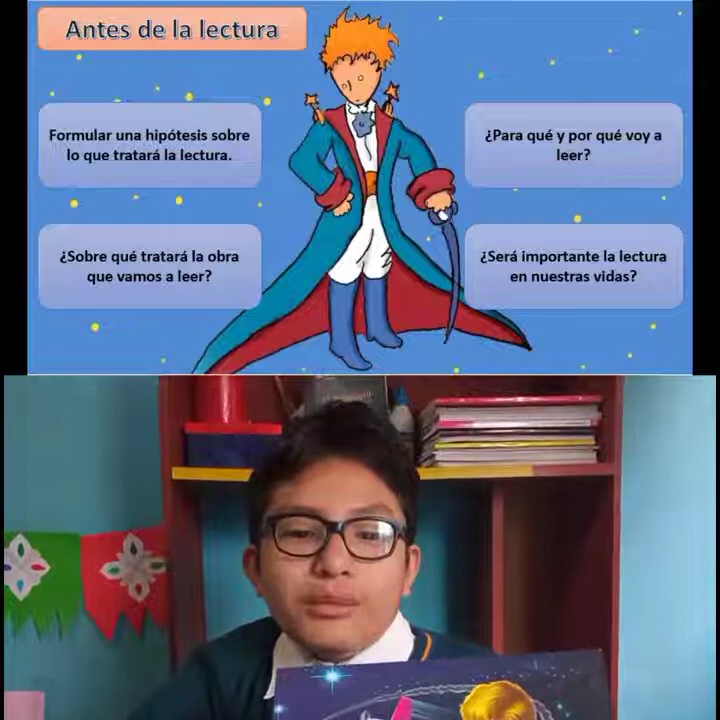 Antes de la lectura
Formular una hipótesis sobre
lo que tratará la lectura.
¿Para qué y por qué voy a
leer?
¿Sobre qué tratará la obra
que vamos a leer?
¿Será importante la lectura
en nuestras vidas?